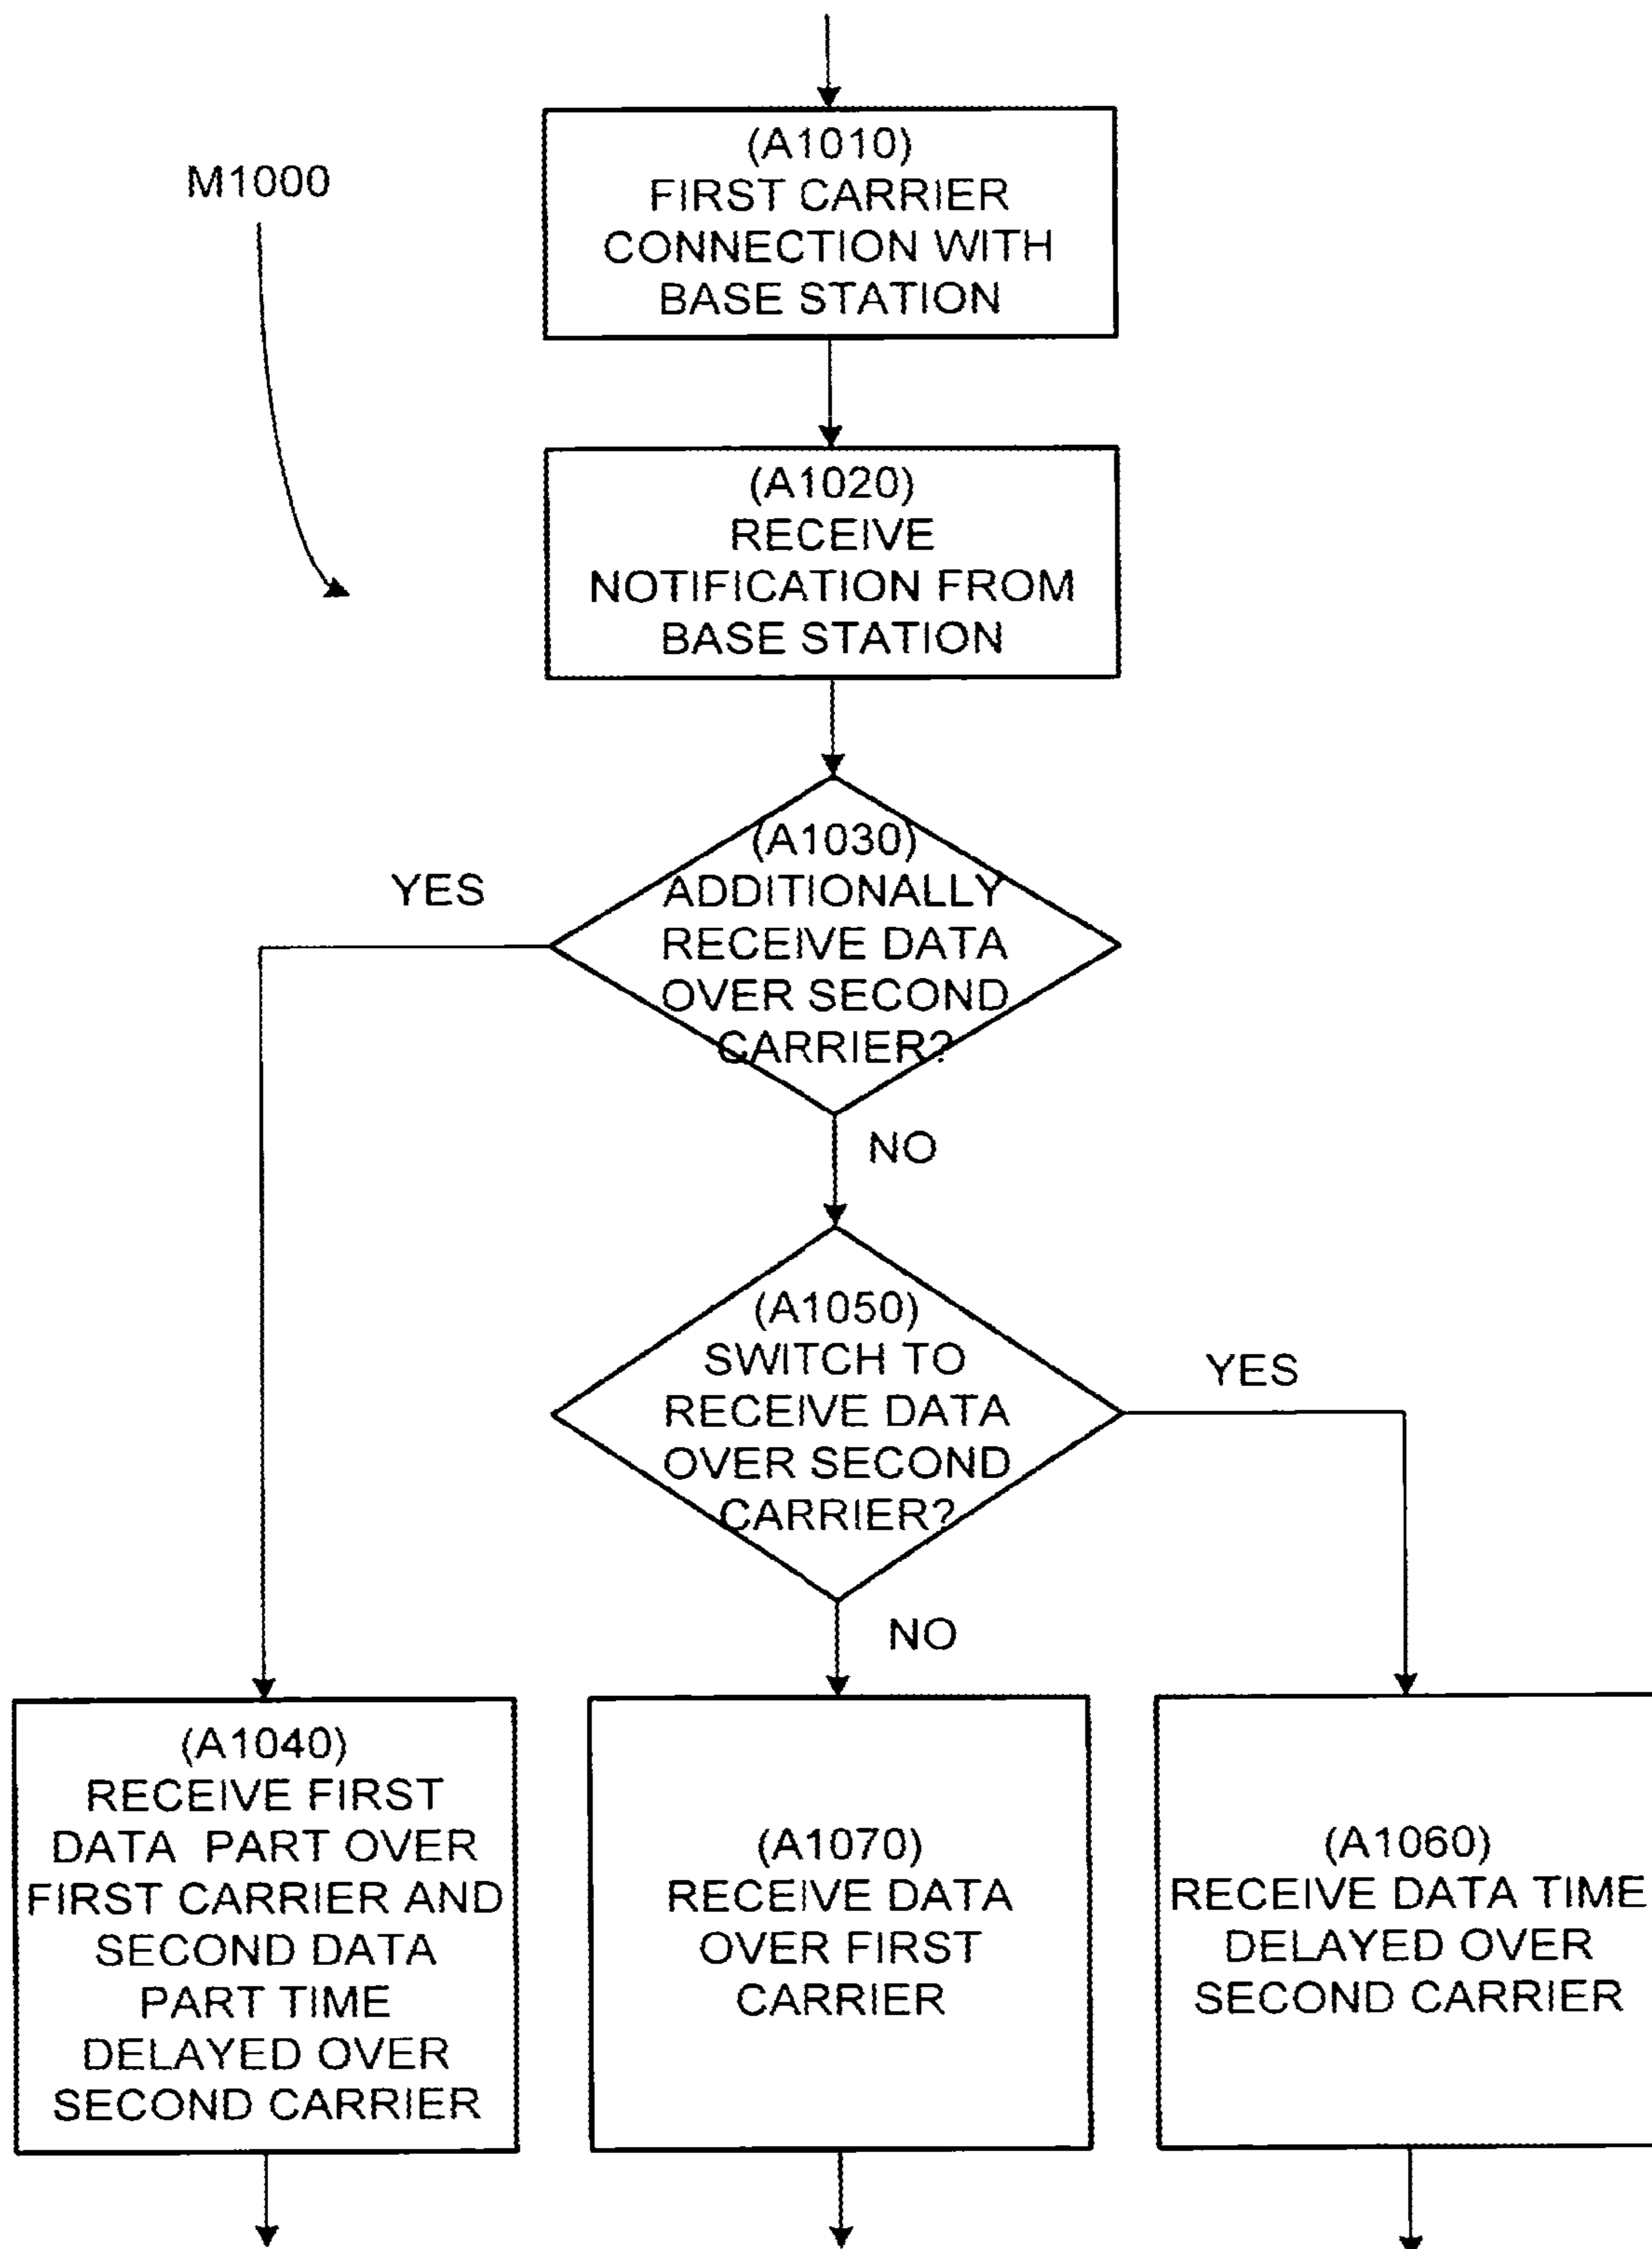 (A1010)
FIRST CARRIER
CONNECTION WITH
BASE STATION
M1000
(A1020)
RECEIVE
NOTIFICATION FROM
BASE STATION
(A1030)
ADDITIONALLY
RECEIVE DATA
OVER SECOND
CARRIER?
YES
NO
(A1050)
SWITCH TO
RECEIVE DATA
OVER SECOND
CARRIER?
YES
NO
(A1040)
RECEIVE FIRST
DATA PART OVER
FIRST CARRIER AND
SECOND DATA
PART TIME
DELAYED OVER
SECOND CARRIER
(A1070)
RECEIVE DATA
OVER FIRST
CARRIER
(A1060)
RECEIVE DATA TIME
DELAYED OVER
SECOND CARRIER